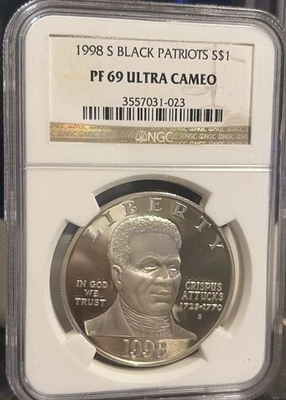 1998 S BLACK PATRIOTS S$1
PF 69 ULTRA CAMEO
3557031-023
NGC
LIBERTY
IN GOD
WE
TRUST
CRISPUS
ATTUCKS
1723-1770
S
1998